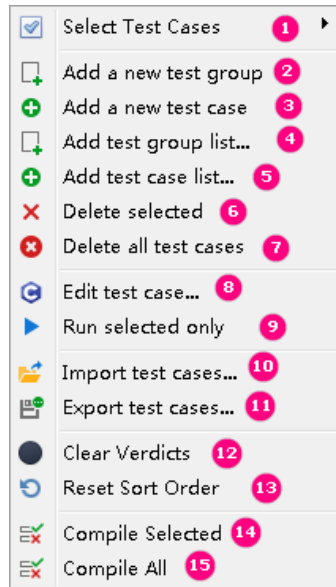 Select Test Cases 1
Add a new test group 2
Add a new test case 3
Add test group list... 4
Add test case list... 5
Delete selected 6
Delete all test cases 7
Edit test case... 8
Run selected only 9
Import test cases... 10
Export test cases... 11
Clear Verdicts 12
Reset Sort Order 13
Compile Selected 14
Compile All 15